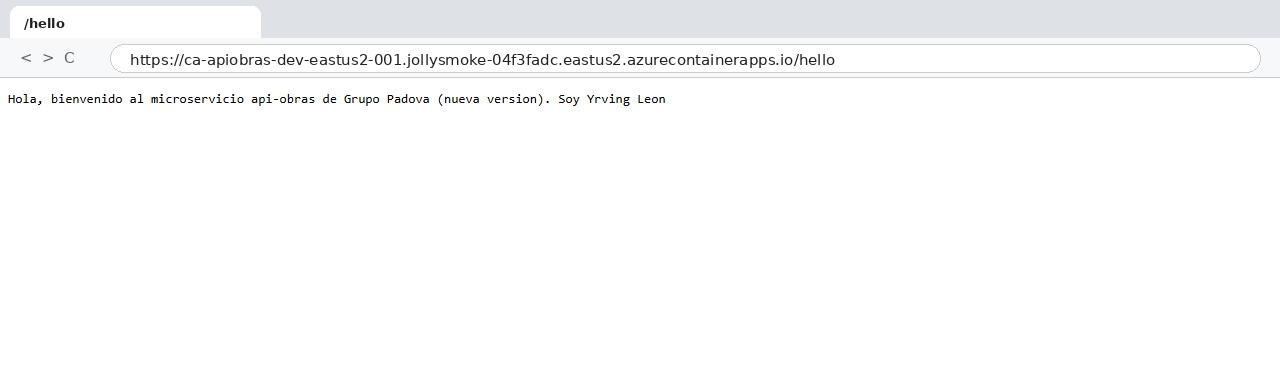 /hello
< > C
https://ca-apiobras-dev-eastus2-001.jollysmoke-04f3fadc.eastus2.azurecontainerapps.io/hello
Hola, bienvenido al microservicio api-obras de Grupo Padova (nueva version). Soy Yrving Leon